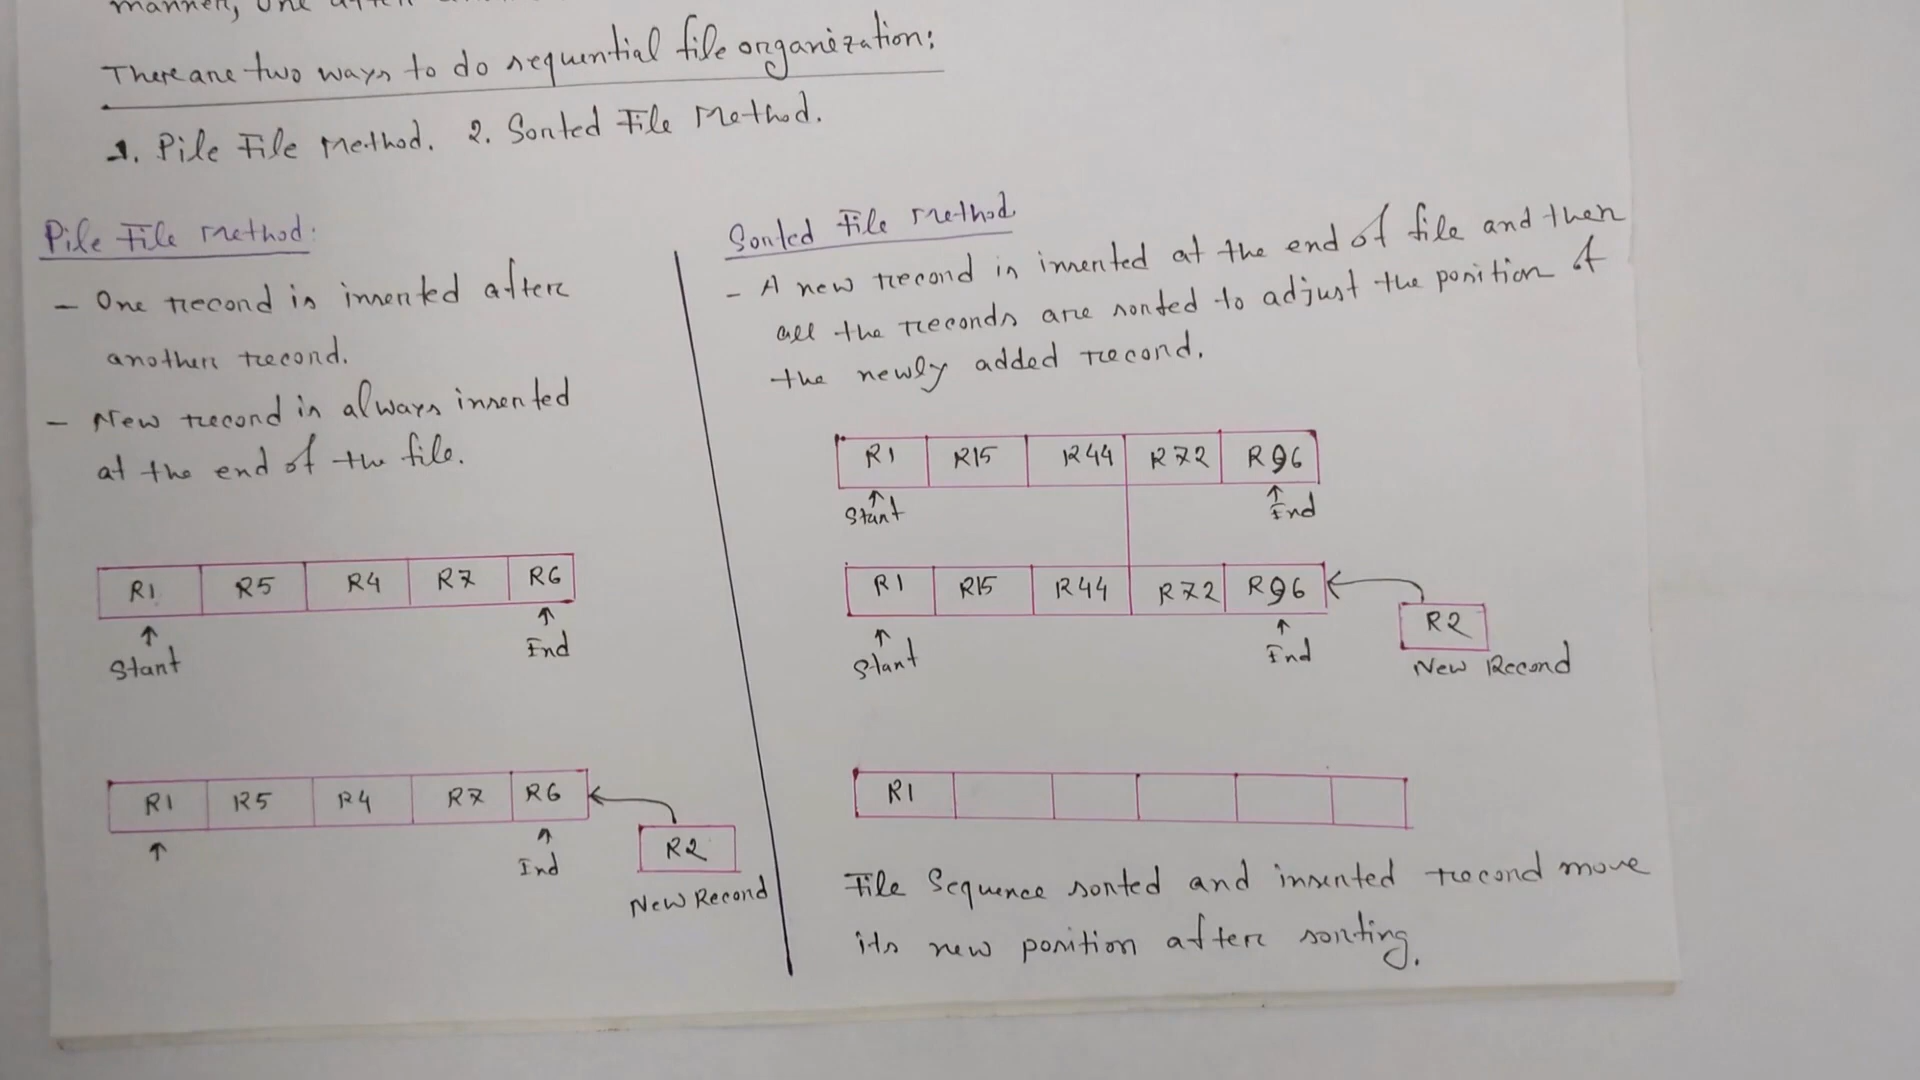 manner, one after
There are two ways to do sequential file organization:
1. Pile File Method. 2. Sorted File Method.
Pile File Method:
- One record is inserted after
another record.
- New record is always inserted
at the end of the file.
R1 R5 R4 R7 R6
Start End
R1 R5 R4 R7 R6
End
R2
New Record
Sorted File Method
- A new record is inserted at the end of file and then
all the records are sorted to adjust the position of
the newly added record.
R1 R15 R44 R72 R96
Start End
R1 R15 R44 R72 R96
R2
Start End New Record
R1
File Sequence sorted and inserted record move
its new position after sorting.